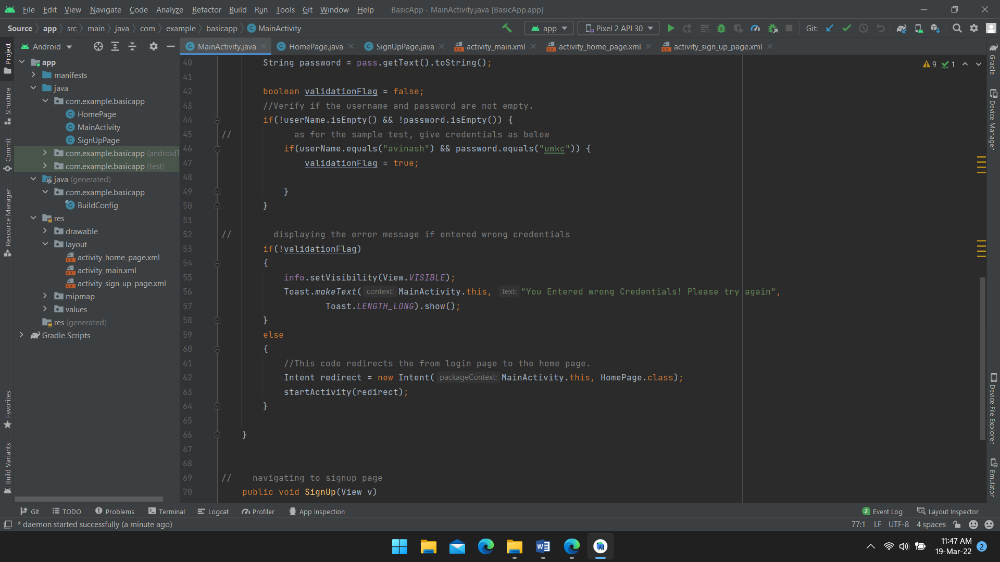 File Edit View Navigate Code Analyze Refactor Build Run Tools Git Window Help BasicApp - MainActivity.java [BasicApp.app]
Source app src main java com example basicapp MainActivity app Pixel 2 API 30 Git:
Android MainActivity.java HomePage.java SignUpPage.java activity_main.xml activity_home_page.xml activity_sign_up_page.xml
Project
Structure
Commit
Resource Manager
Favorites
Build Variants
app
manifests
java
com.example.basicapp
HomePage
MainActivity
SignUpPage
com.example.basicapp (androidT
com.example.basicapp (test)
java (generated)
com.example.basicapp
BuildConfig
res
drawable
layout
activity_home_page.xml
activity_main.xml
activity_sign_up_page.xml
mipmap
values
res (generated)
Gradle Scripts
9 1
40 String password = pass.getText().toString();
41
42 boolean validationFlag = false;
43 //Verify if the username and password are not empty.
44 if(!userName.isEmpty() && !password.isEmpty()) {
45 // as for the sample test, give credentials as below
46 if(userName.equals("avinash") && password.equals("umkc")) {
47 validationFlag = true;
48
49 }
50 }
51
52 // displaying the error message if entered wrong credentials
53 if(!validationFlag)
54 {
55 info.setVisibility(View.VISIBLE);
56 Toast.makeText( context: MainActivity.this, text: "You Entered wrong Credentials! Please try again",
57 Toast.LENGTH_LONG).show();
58 }
59 else
60 {
61 //This code redirects the from login page to the home page.
62 Intent redirect = new Intent( packageContext: MainActivity.this, HomePage.class);
63 startActivity(redirect);
64 }
65
66 }
67
68
69 // navigating to signup page
70 public void SignUp(View v)
Gradle
Device Manager
Device File Explorer
Emulator
Git TODO Problems Terminal Logcat Profiler App Inspection 2 Event Log Layout Inspector
* daemon started successfully (a minute ago) 77:1 LF UTF-8 4 spaces
11:47 AM
19-Mar-22 2